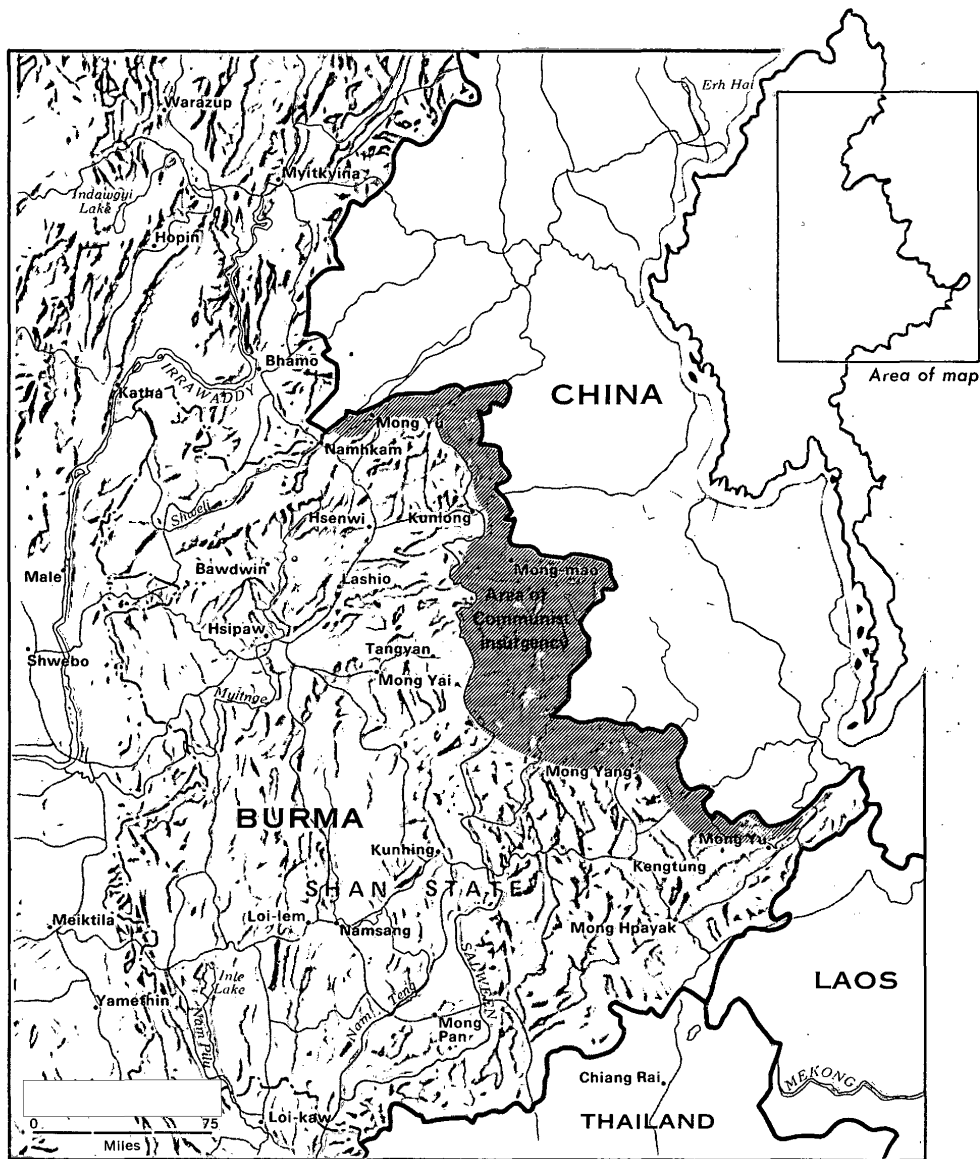 Erh Hai
Warazup
Myitkyina
Indawgyi
Lake
Hopin
Area of map
Bhamo
IRRAWADDY
Katha
CHINA
Mong Yu
Namhkam
Shweli
Hsenwi
Kunlong
Bawdwin
Mong-mao
Male
Lashio
Area of
Communist
insurgency
Hsipaw
Tangyan
Shwebo
Mong Yai
Myitnge
Mong Yang
BURMA
Mong Yu
Kunhing
Kengtung
SHAN STATE
Meiktila
Loi-lem
Namsang
Mong Hpayak
SALWEEN
LAOS
Inle
Lake
Yamethin
Nam Teng
Nam Pilu
Mong
Pan
Chiang Rai
MEKONG
0 75
Miles
Loi-kaw
THAILAND